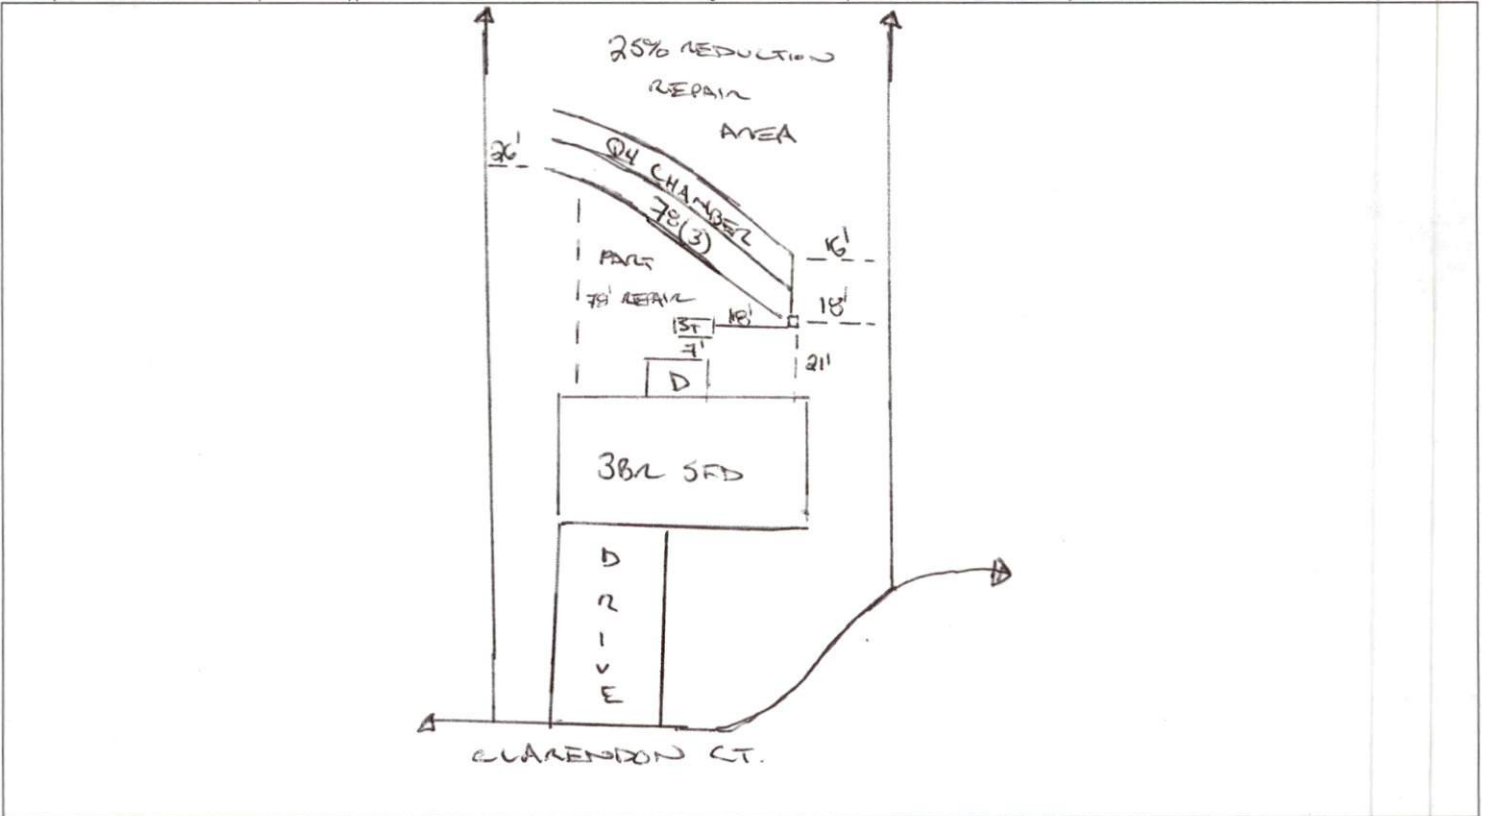 25% REDUCTION
REPAIR
AREA
26'
Q4 CHAMBER
78(3)
16'
PART
78' REPAIR
18'
18'
ST
7'
21'
D
3BR SFD
DRIVE
CLARENDON CT.